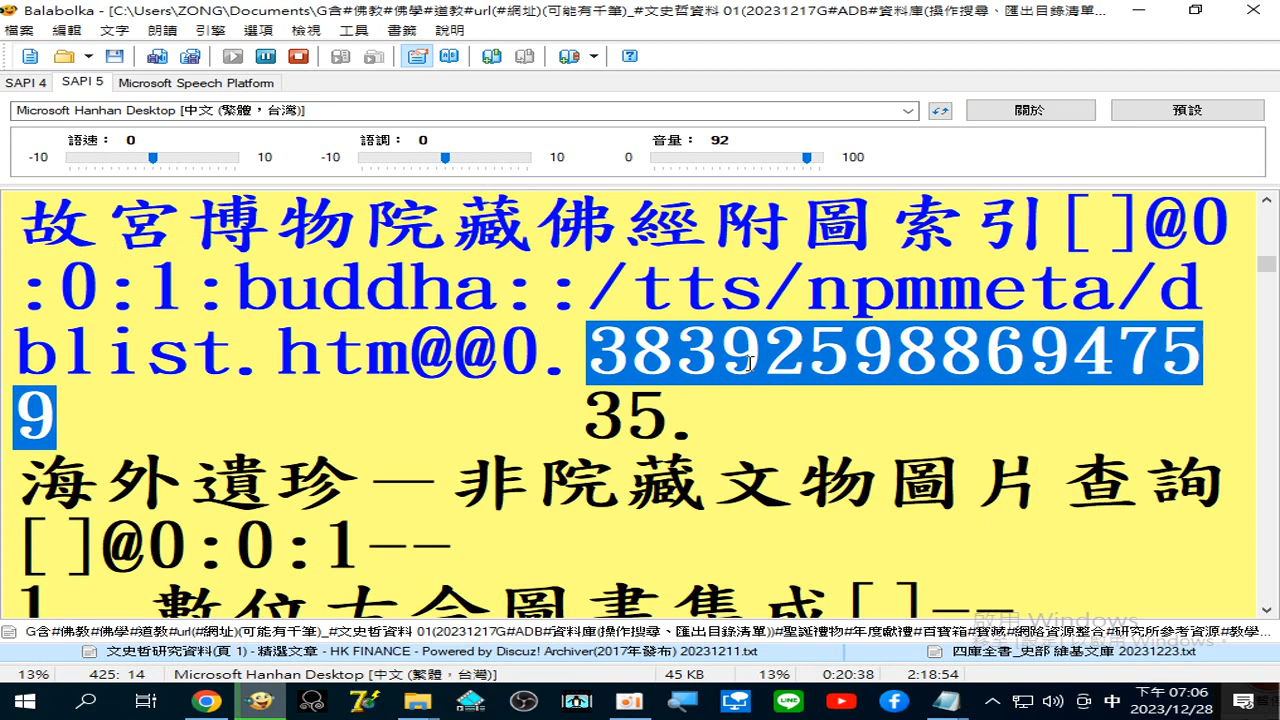 Balabolka - [C:\Users\ZONG\Documents\G含#佛教#佛學#道教#url(#網址)(可能有千筆)_#文史哲資料 01(20231217G#ADB#資料庫(操作搜尋、匯出目錄清單...
檔案 編輯 文字 朗讀 引擎 選項 檢視 工具 書籤 說明
SAPI 4 SAPI 5 Microsoft Speech Platform
Microsoft Hanhan Desktop [中文 (繁體，台灣)] 關於 預設
語速： 0 語調： 0 音量： 92
-10 10 -10 10 0 100
故宮博物院藏佛經附圖索引[]@0
:0:1:buddha::/tts/npmmeta/d
blist.htm@@0.38392598869475
9 35.
海外遺珍－非院藏文物圖片查詢
[]@0:0:1--
1. 數位古今圖書集成[]--
啟用 Windows
G含#佛教#佛學#道教#url(#網址)(可能有千筆)_#文史哲資料 01(20231217G#ADB#資料庫(操作搜尋、匯出目錄清單))#聖誕禮物#年度獻禮#百寶箱#寶藏#網路資源整合#研究所參考資源#教學...
文史哲研究資料(頁 1) - 精選文章 - HK FINANCE - Powered by Discuz! Archiver(2017年發布) 20231211.txt 四庫全書_史部 維基文庫 20231223.txt
13% 425: 14 Microsoft Hanhan Desktop [中文 (繁體，台灣)] 45 KB 13% 0:20:38 2:18:54
中 下午 07:06
2023/12/28